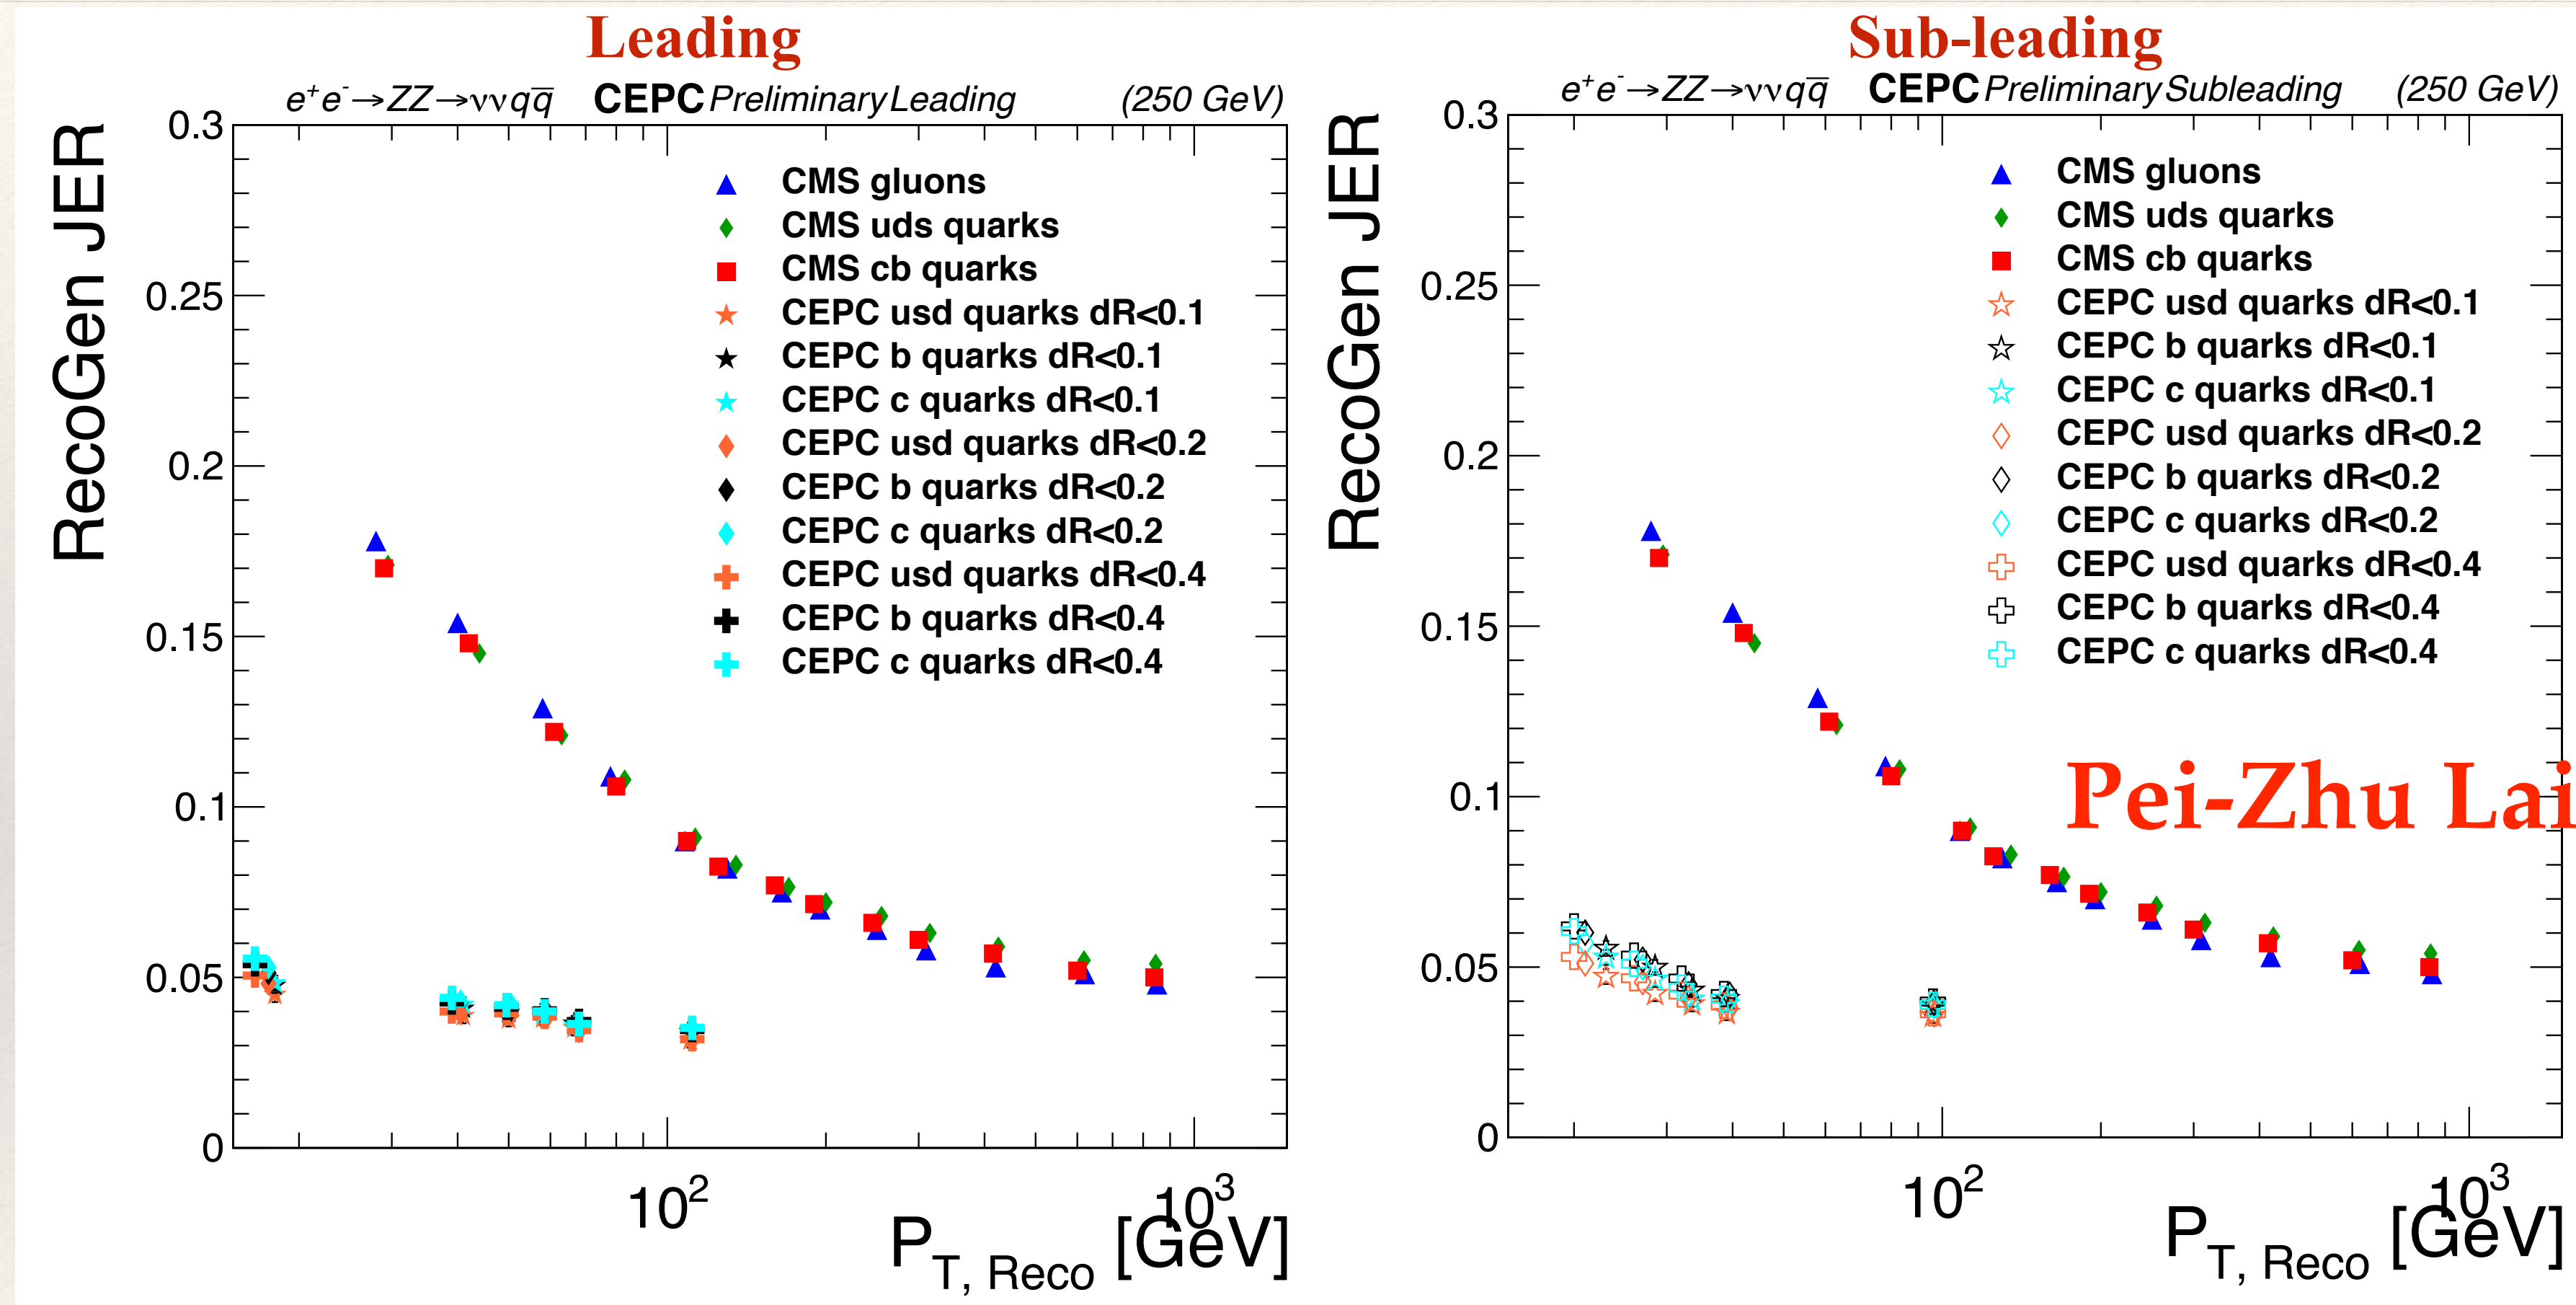 Leading
e⁺e⁻→ZZ→ννqq̅ CEPC Preliminary Leading (250 GeV)
RecoGen JER
0.3
0.25
0.2
0.15
0.1
0.05
0
CMS gluons
CMS uds quarks
CMS cb quarks
CEPC usd quarks dR<0.1
CEPC b quarks dR<0.1
CEPC c quarks dR<0.1
CEPC usd quarks dR<0.2
CEPC b quarks dR<0.2
CEPC c quarks dR<0.2
CEPC usd quarks dR<0.4
CEPC b quarks dR<0.4
CEPC c quarks dR<0.4
10² 10³
P_T, Reco [GeV]
Sub-leading
e⁺e⁻→ZZ→ννqq̅ CEPC Preliminary Subleading (250 GeV)
RecoGen JER
0.3
0.25
0.2
0.15
0.1
0.05
0
CMS gluons
CMS uds quarks
CMS cb quarks
CEPC usd quarks dR<0.1
CEPC b quarks dR<0.1
CEPC c quarks dR<0.1
CEPC usd quarks dR<0.2
CEPC b quarks dR<0.2
CEPC c quarks dR<0.2
CEPC usd quarks dR<0.4
CEPC b quarks dR<0.4
CEPC c quarks dR<0.4
Pei-Zhu Lai
10² 10³
P_T, Reco [GeV]